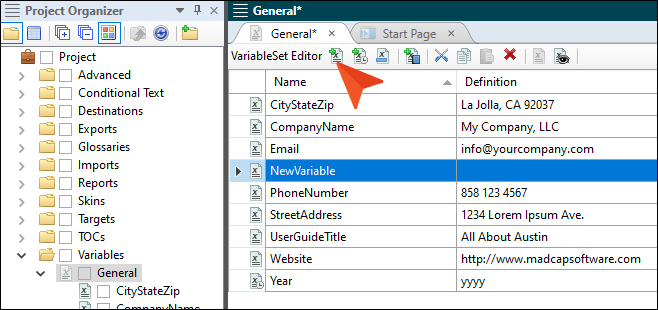 Project Organizer
Project
Advanced
Conditional Text
Destinations
Exports
Glossaries
Imports
Reports
Skins
Targets
TOCs
Variables
General
CityStateZip
CompanyName
General*
General*
Start Page
VariableSet Editor
Name Definition
CityStateZip La Jolla, CA 92037
CompanyName My Company, LLC
Email info@yourcompany.com
NewVariable
PhoneNumber 858 123 4567
StreetAddress 1234 Lorem Ipsum Ave.
UserGuideTitle All About Austin
Website http://www.madcapsoftware.com
Year yyyy